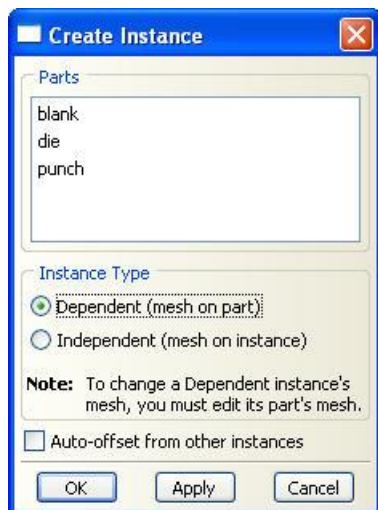 Create Instance
Parts
blank
die
punch
Instance Type
Dependent (mesh on part)
Independent (mesh on instance)
Note: To change a Dependent instance's
mesh, you must edit its part's mesh.
Auto-offset from other instances
OK Apply Cancel